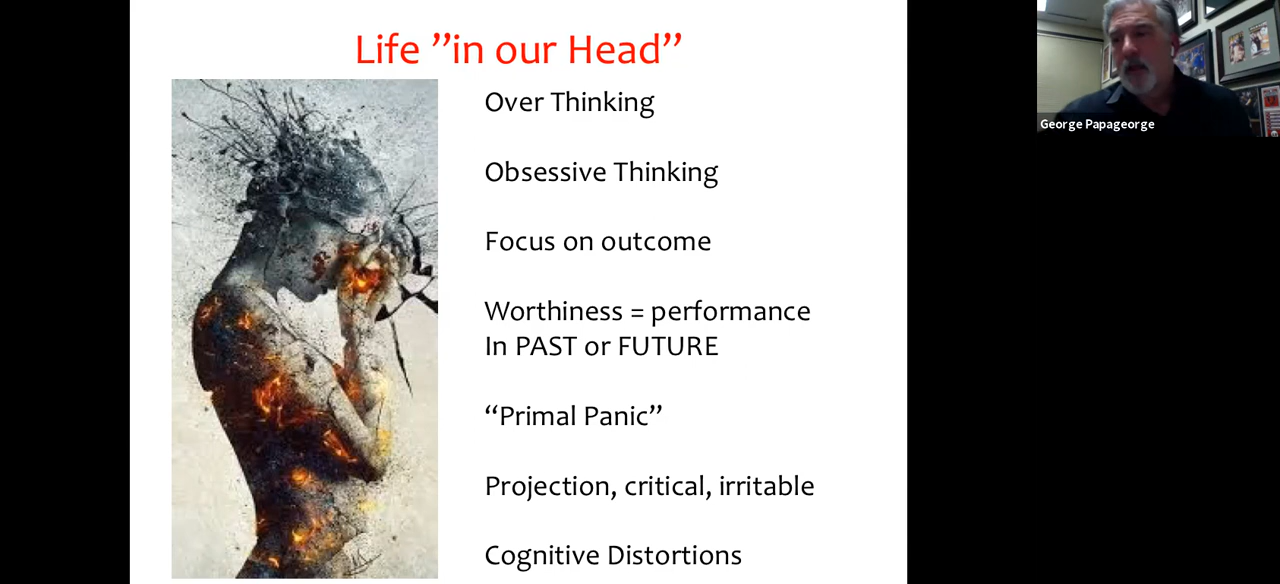 Life ”in our Head”
Over Thinking
Obsessive Thinking
Focus on outcome
Worthiness = performance
In PAST or FUTURE
“Primal Panic”
Projection, critical, irritable
Cognitive Distortions
George Papageorge